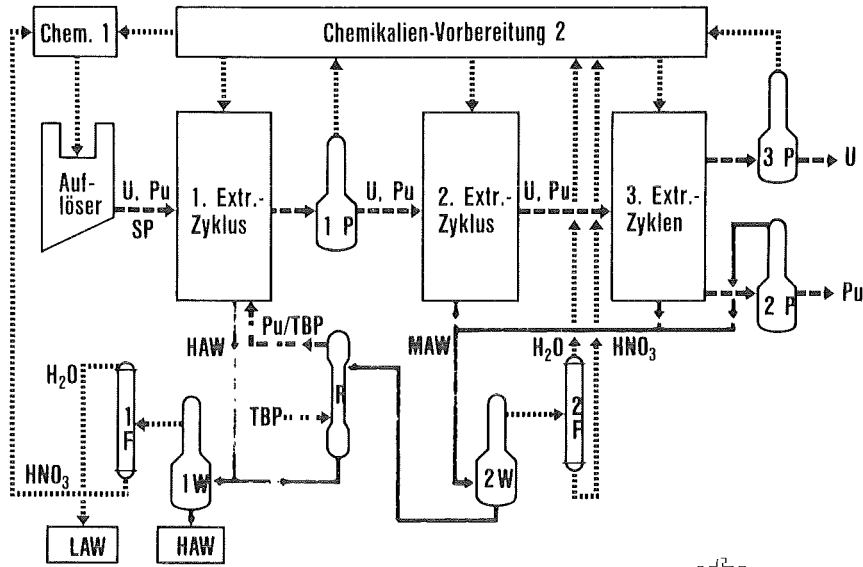 Chem. 1
Chemikalien-Vorbereitung 2
Auf-
löser
U, Pu
SP
1. Extr.-
Zyklus
1 P
U, Pu
2. Extr.-
Zyklus
U, Pu
3. Extr.-
Zyklen
3 P
U
2 P
Pu
HAW
Pu/TBP
MAW
H₂O
HNO₃
H₂O
1
F
TBP
R
2
F
HNO₃
1W
2W
LAW
HAW